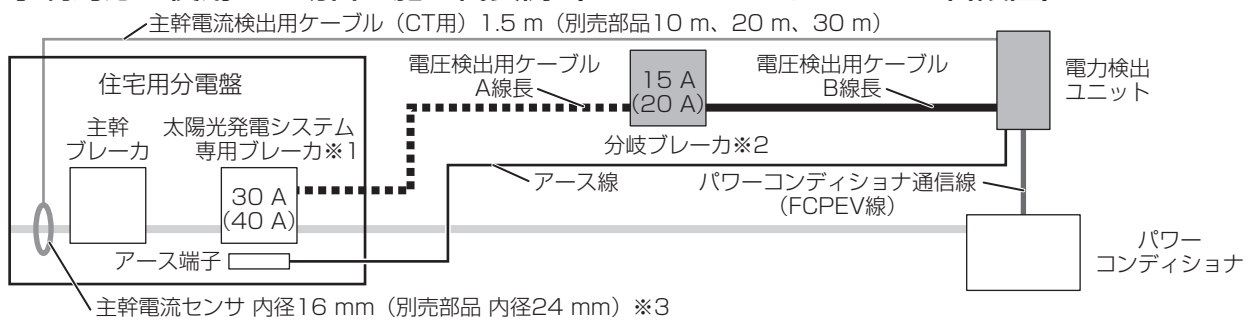 主幹電流検出用ケーブル（CT用）1.5 m（別売部品10 m、20 m、30 m）
住宅用分電盤
主幹
ブレーカ
太陽光発電システム
専用ブレーカ※1
30 A
(40 A)
アース端子
電圧検出用ケーブル
A線長
15 A
(20 A)
分岐ブレーカ※2
電圧検出用ケーブル
B線長
電力検出
ユニット
アース線
パワーコンディショナ通信線
（FCPEV線）
パワー
コンディショナ
主幹電流センサ 内径16 mm（別売部品 内径24 mm）※3